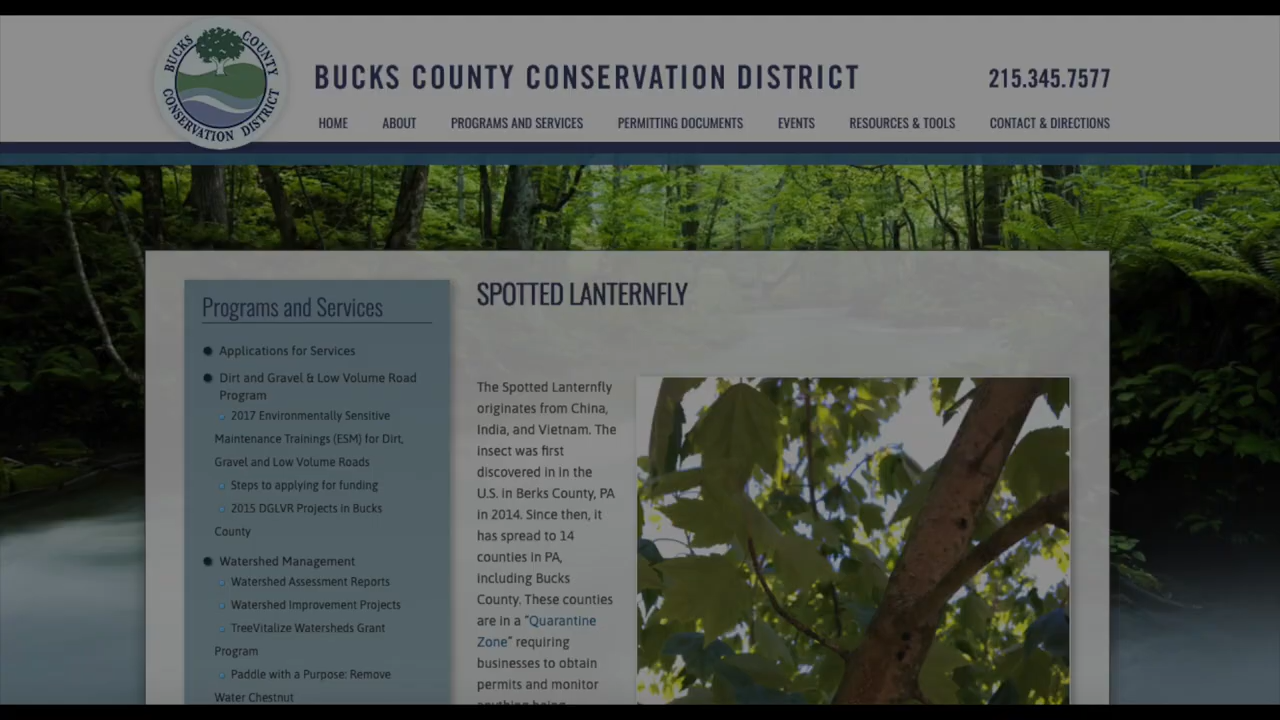 BUCKS COUNTY
CONSERVATION DISTRICT
BUCKS COUNTY CONSERVATION DISTRICT
215.345.7577
HOME ABOUT PROGRAMS AND SERVICES PERMITTING DOCUMENTS EVENTS RESOURCES & TOOLS CONTACT & DIRECTIONS
Programs and Services
Applications for Services
Dirt and Gravel & Low Volume Road
Program
2017 Environmentally Sensitive
Maintenance Trainings (ESM) for Dirt,
Gravel and Low Volume Roads
Steps to applying for funding
2015 DGLVR Projects in Bucks
County
Watershed Management
Watershed Assessment Reports
Watershed Improvement Projects
TreeVitalize Watersheds Grant
Program
Paddle with a Purpose: Remove
Water Chestnut
SPOTTED LANTERNFLY
The Spotted Lanternfly
originates from China,
India, and Vietnam. The
insect was first
discovered in in the
U.S. in Berks County, PA
in 2014. Since then, it
has spread to 14
counties in PA,
including Bucks
County. These counties
are in a “Quarantine
Zone” requiring
businesses to obtain
permits and monitor
anything being